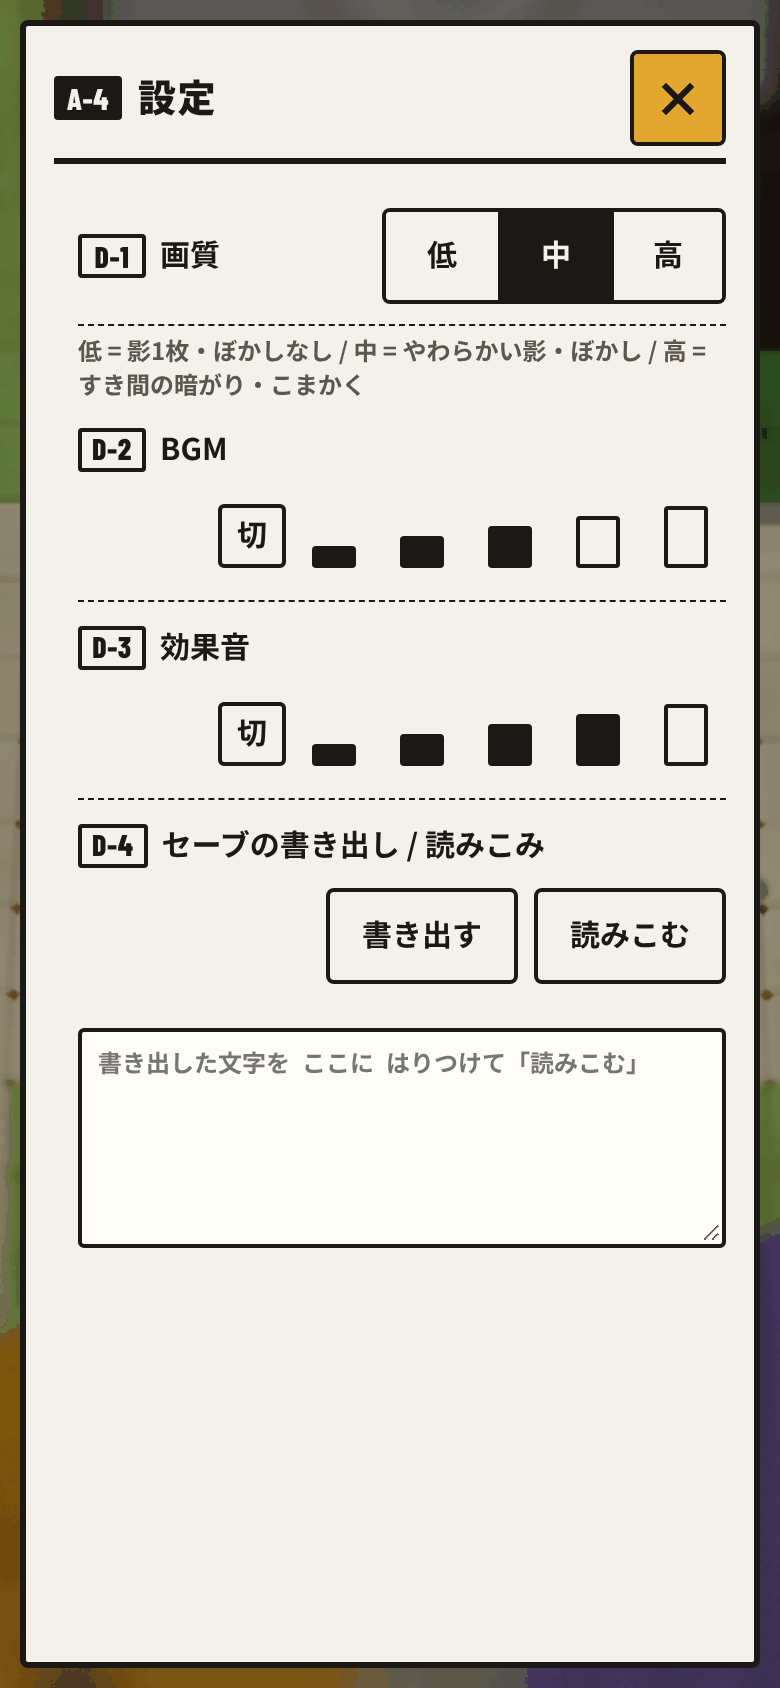 A-4 設定
D-1 画質 低 中 高
低 = 影1枚・ぼかしなし / 中 = やわらかい影・ぼかし / 高 =
すき間の暗がり・こまかく
D-2 BGM
切
D-3 効果音
切
D-4 セーブの書き出し / 読みこみ
書き出す 読みこむ
書き出した文字を ここに はりつけて「読みこむ」